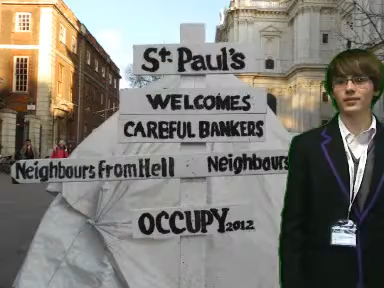 St. Paul's
WELCOMES
CAREFUL BANKERS
Neighbours From Hell Neighbours
OCCUPY 2012